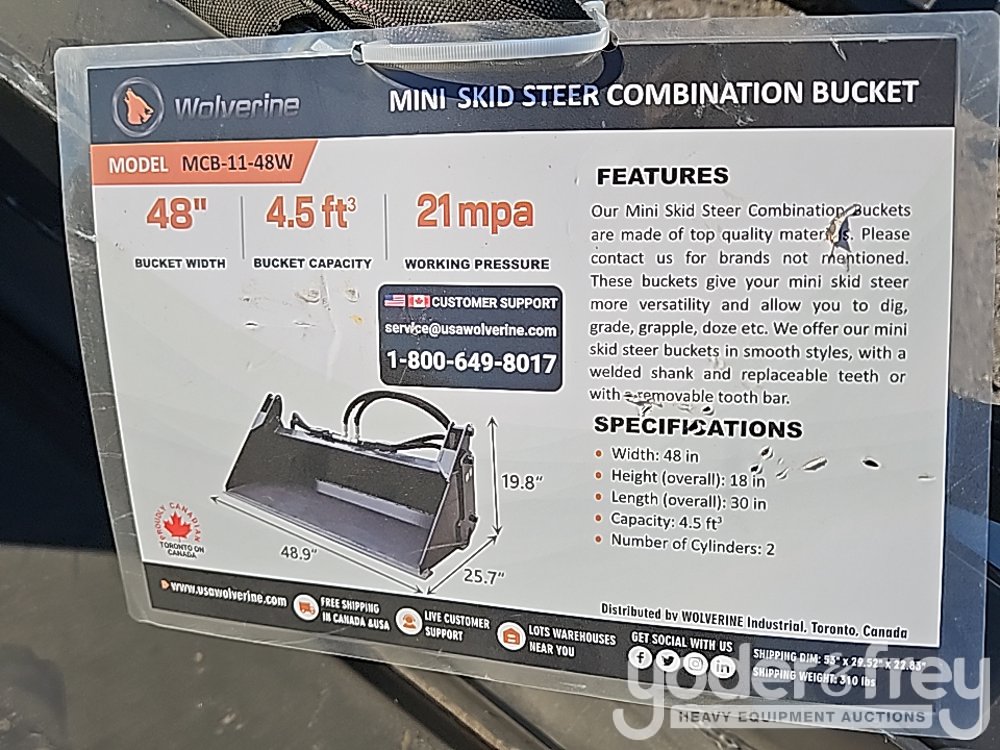 Wolverine
MINI SKID STEER COMBINATION BUCKET
MODEL MCB-11-48W
48"
BUCKET WIDTH
4.5 ft³
BUCKET CAPACITY
21mpa
WORKING PRESSURE
CUSTOMER SUPPORT
service@usawolverine.com
1-800-649-8017
FEATURES
Our Mini Skid Steer Combination Buckets
are made of top quality materials. Please
contact us for brands not mentioned.
These buckets give your mini skid steer
more versatility and allow you to dig,
grade, grapple, doze etc. We offer our mini
skid steer buckets in smooth styles, with a
welded shank and replaceable teeth or
with a removable tooth bar.
SPECIFICATIONS
• Width: 48 in
• Height (overall): 18 in
• Length (overall): 30 in
• Capacity: 4.5 ft³
• Number of Cylinders: 2
19.8"
48.9"
25.7"
PROUDLY CANADIAN
TORONTO ON
CANADA
Distributed by WOLVERINE Industrial, Toronto, Canada
www.usawolverine.com
FREE SHIPPING
IN CANADA &USA
LIVE CUSTOMER
SUPPORT
LOTS WAREHOUSES
NEAR YOU
GET SOCIAL WITH US
SHIPPING DIM: 53" x 29.52" x 22.83"
SHIPPING WEIGHT: 310 lbs
yoder&frey
HEAVY EQUIPMENT AUCTIONS